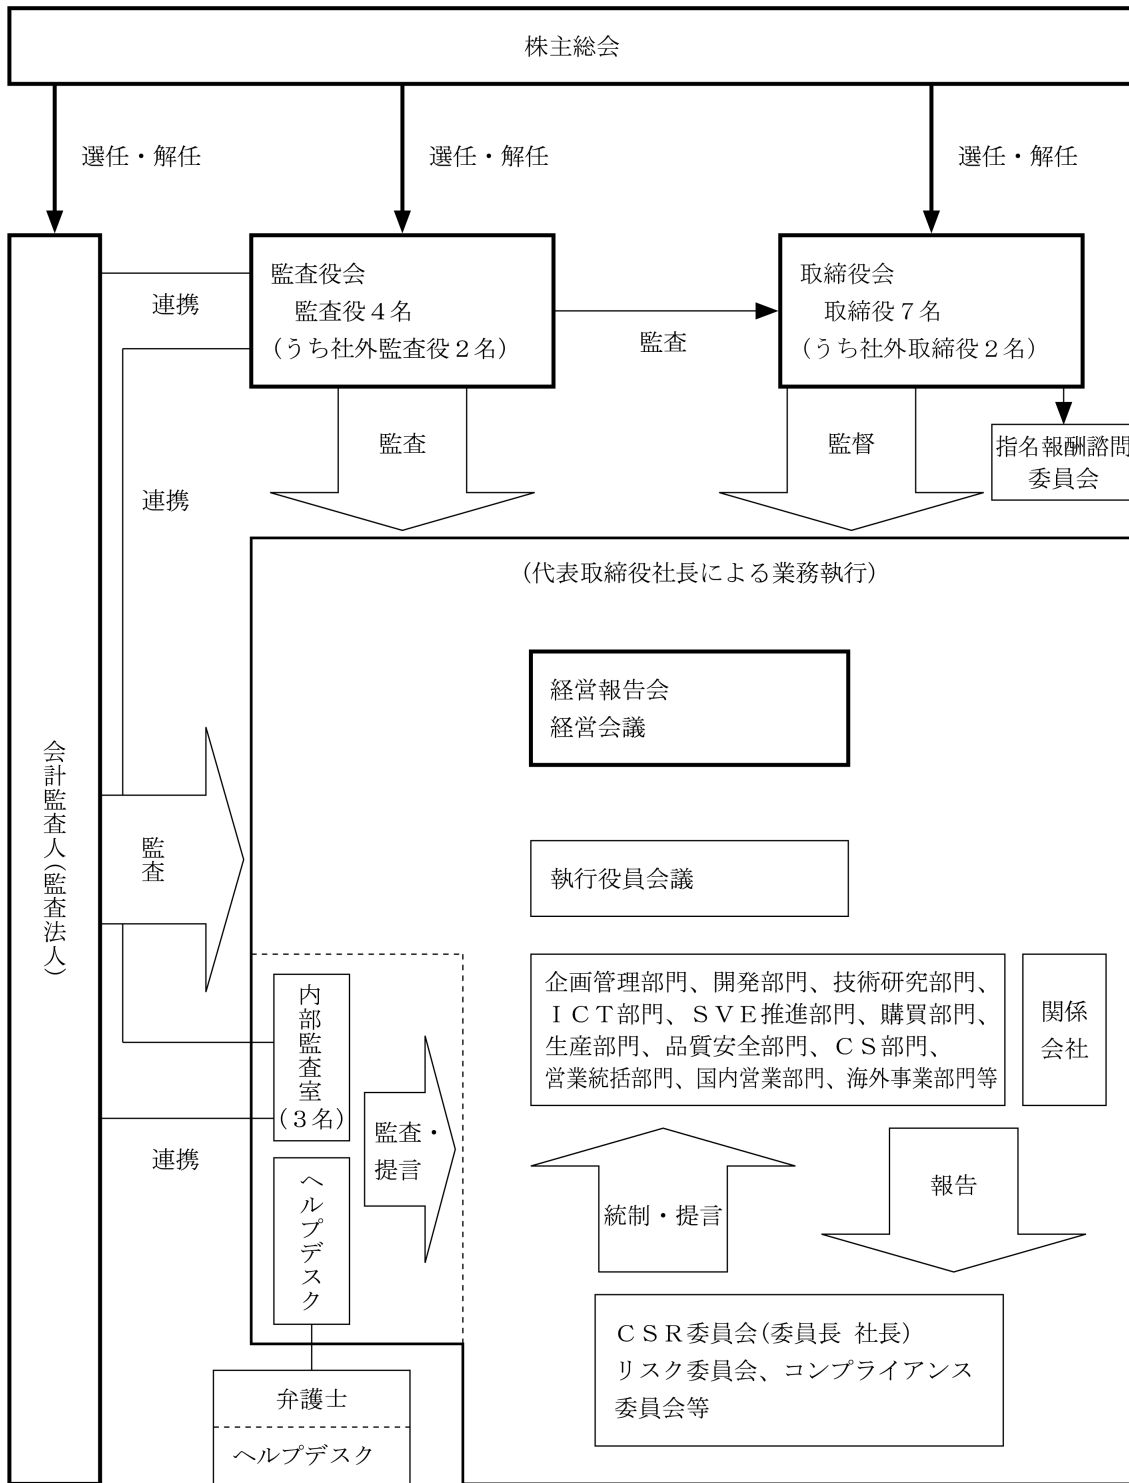 株主総会
選任・解任
選任・解任
選任・解任
監査役会
監査役4名
(うち社外監査役2名)
取締役会
取締役7名
(うち社外取締役2名)
連携
監査
監査
監督
指名報酬諮問
委員会
連携
(代表取締役社長による業務執行)
経営報告会
経営会議
会計監査人(監査法人)
監査
執行役員会議
企画管理部門、開発部門、技術研究部門、
ICT部門、SVE推進部門、購買部門、
生産部門、品質安全部門、CS部門、
営業統括部門、国内営業部門、海外事業部門等
関係
会社
内部監査室
(3名)
監査・
提言
連携
ヘルプデスク
統制・提言
報告
CSR委員会(委員長 社長)
リスク委員会、コンプライアンス
委員会等
弁護士
ヘルプデスク